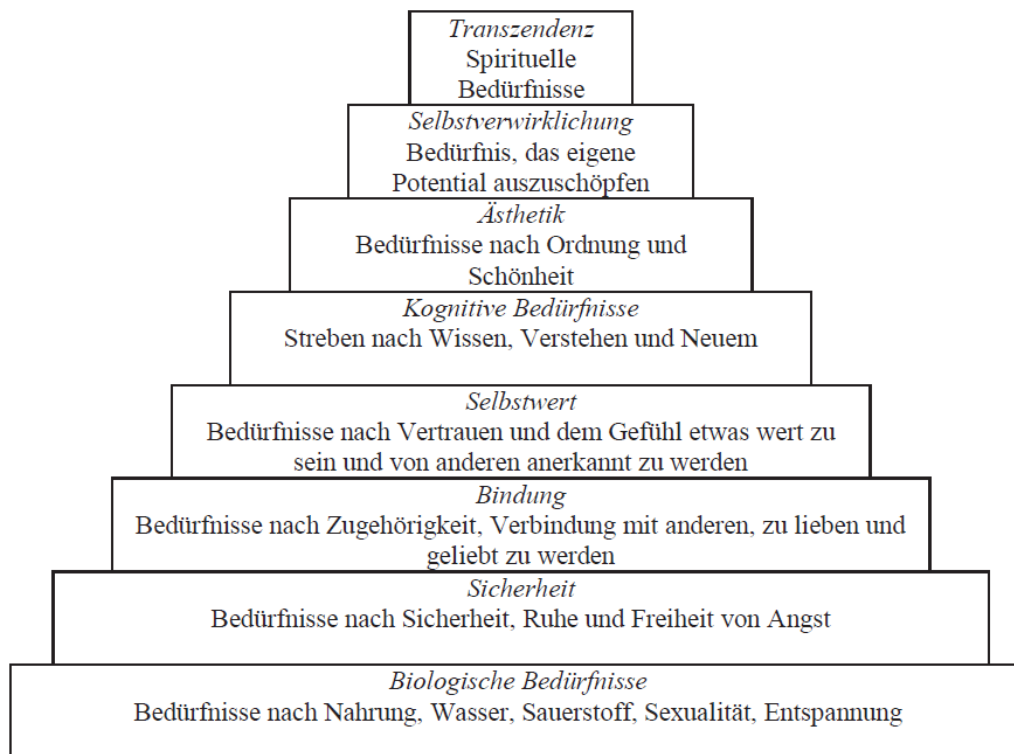 Transzendenz
Spirituelle
Bedürfnisse
Selbstverwirklichung
Bedürfnis, das eigene
Potential auszuschöpfen
Ästhetik
Bedürfnisse nach Ordnung und
Schönheit
Kognitive Bedürfnisse
Streben nach Wissen, Verstehen und Neuem
Selbstwert
Bedürfnisse nach Vertrauen und dem Gefühl etwas wert zu
sein und von anderen anerkannt zu werden
Bindung
Bedürfnisse nach Zugehörigkeit, Verbindung mit anderen, zu lieben und
geliebt zu werden
Sicherheit
Bedürfnisse nach Sicherheit, Ruhe und Freiheit von Angst
Biologische Bedürfnisse
Bedürfnisse nach Nahrung, Wasser, Sauerstoff, Sexualität, Entspannung